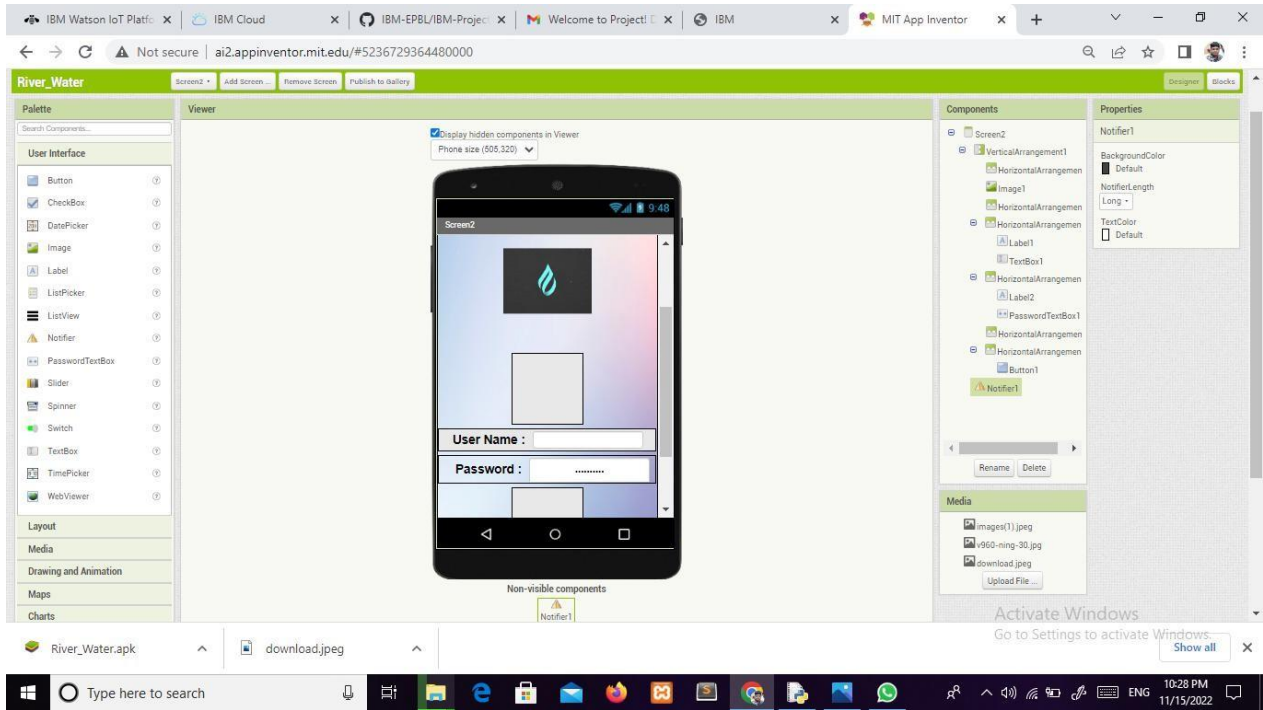 IBM Watson IoT Platfo
IBM Cloud
IBM-EPBL/IBM-Project
Welcome to Project!
IBM
MIT App Inventor
Not secure | ai2.appinventor.mit.edu/#5236729364480000
River_Water
Screen2
Add Screen ...
Remove Screen
Publish to Gallery
Designer
Blocks
Palette
Search Components...
User Interface
Button
CheckBox
DatePicker
Image
Label
ListPicker
ListView
Notifier
PasswordTextBox
Slider
Spinner
Switch
TextBox
TimePicker
WebViewer
Layout
Media
Drawing and Animation
Maps
Charts
Viewer
Display hidden components in Viewer
Phone size (505,320)
9:48
Screen2
User Name :
Password :
Non-visible components
Notifier1
Components
Screen2
VerticalArrangement1
HorizontalArrangemen
Image1
HorizontalArrangemen
HorizontalArrangemen
Label1
TextBox1
HorizontalArrangemen
Label2
PasswordTextBox1
HorizontalArrangemen
HorizontalArrangemen
Button1
Notifier1
Rename
Delete
Media
images(1).jpeg
v960-ning-30.jpg
download.jpeg
Upload File ...
Properties
Notifier1
BackgroundColor
Default
NotifierLength
Long
TextColor
Default
Activate Windows
Go to Settings to activate Windows.
River_Water.apk
download.jpeg
Show all
Type here to search
ENG
10:28 PM
11/15/2022